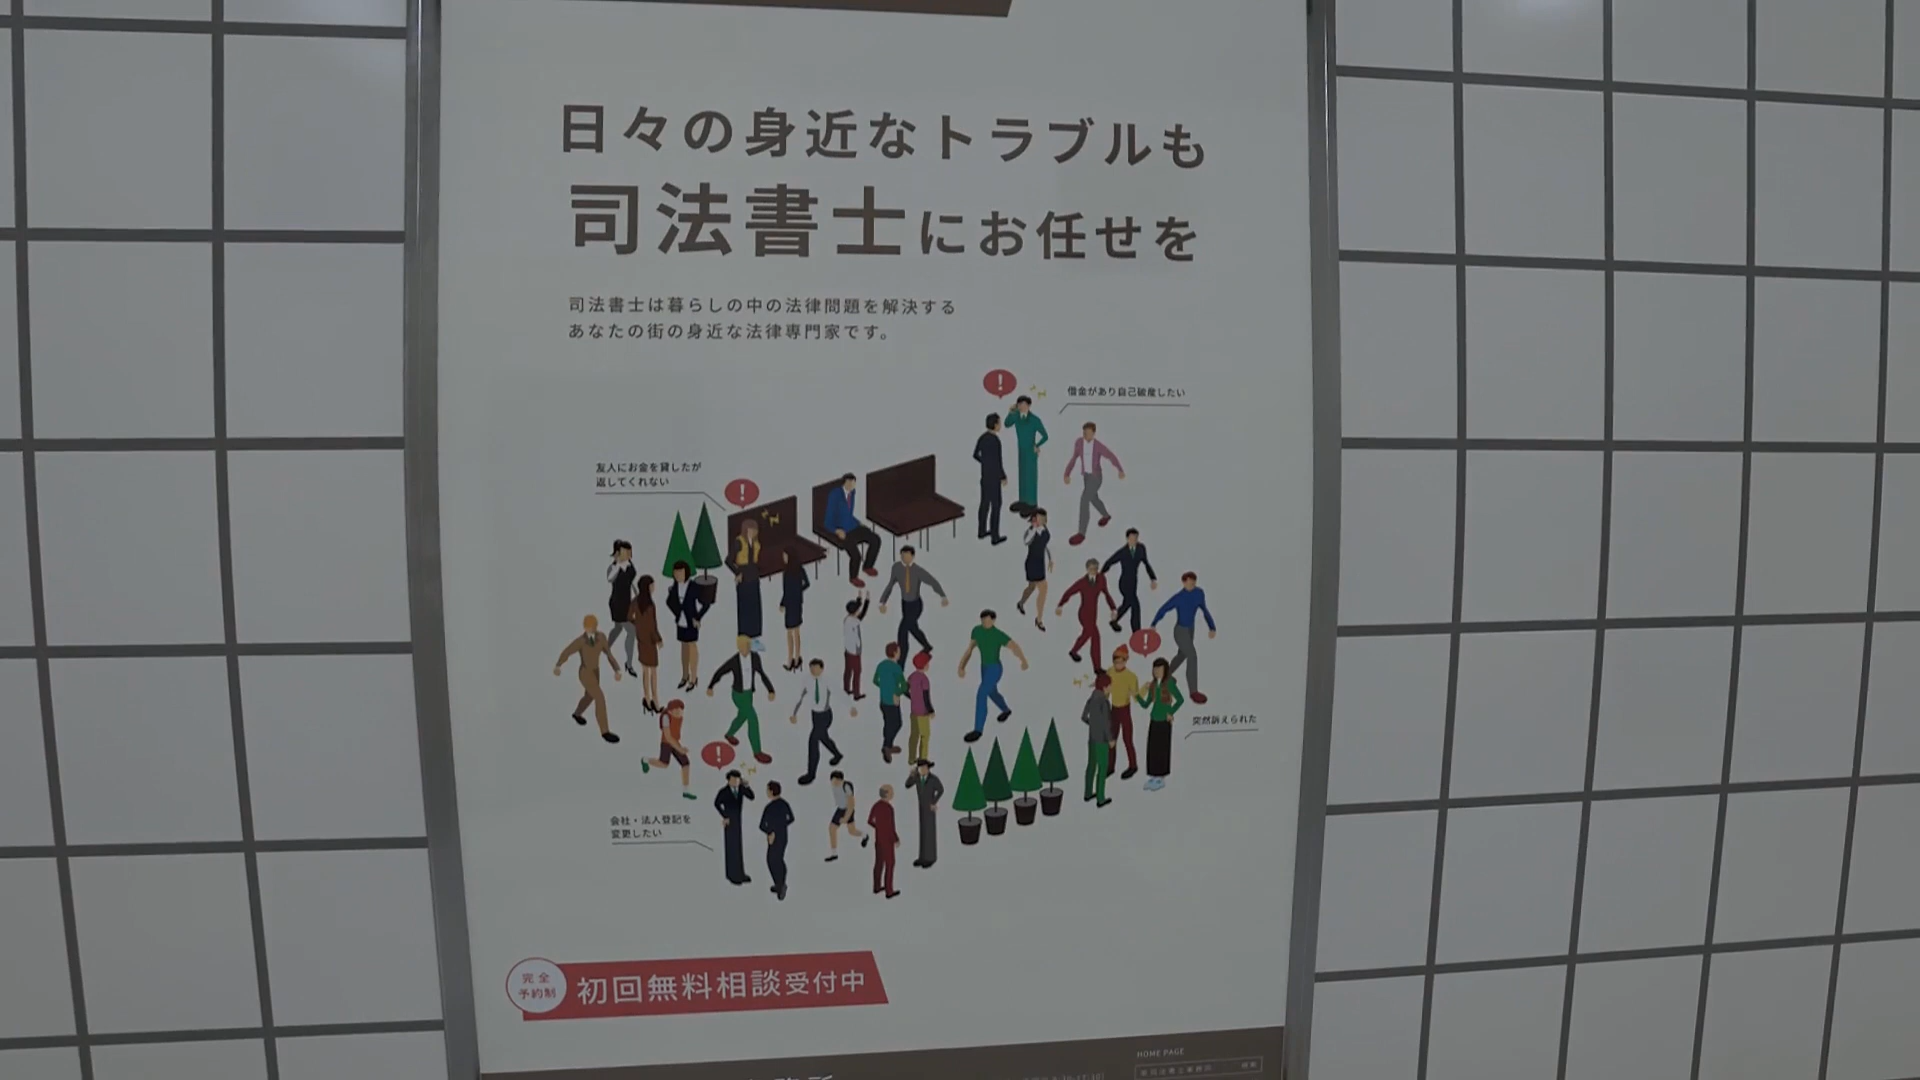 日々の身近なトラブルも
司法書士にお任せを
司法書士は暮らしの中の法律問題を解決する
あなたの街の身近な法律専門家です。
!
借金があり自己破産したい
友人にお金を貸したが
返してくれない
!
!
突然訴えられた
!
会社・法人登記を
変更したい
完全
予約制
初回無料相談受付中
HOME PAGE